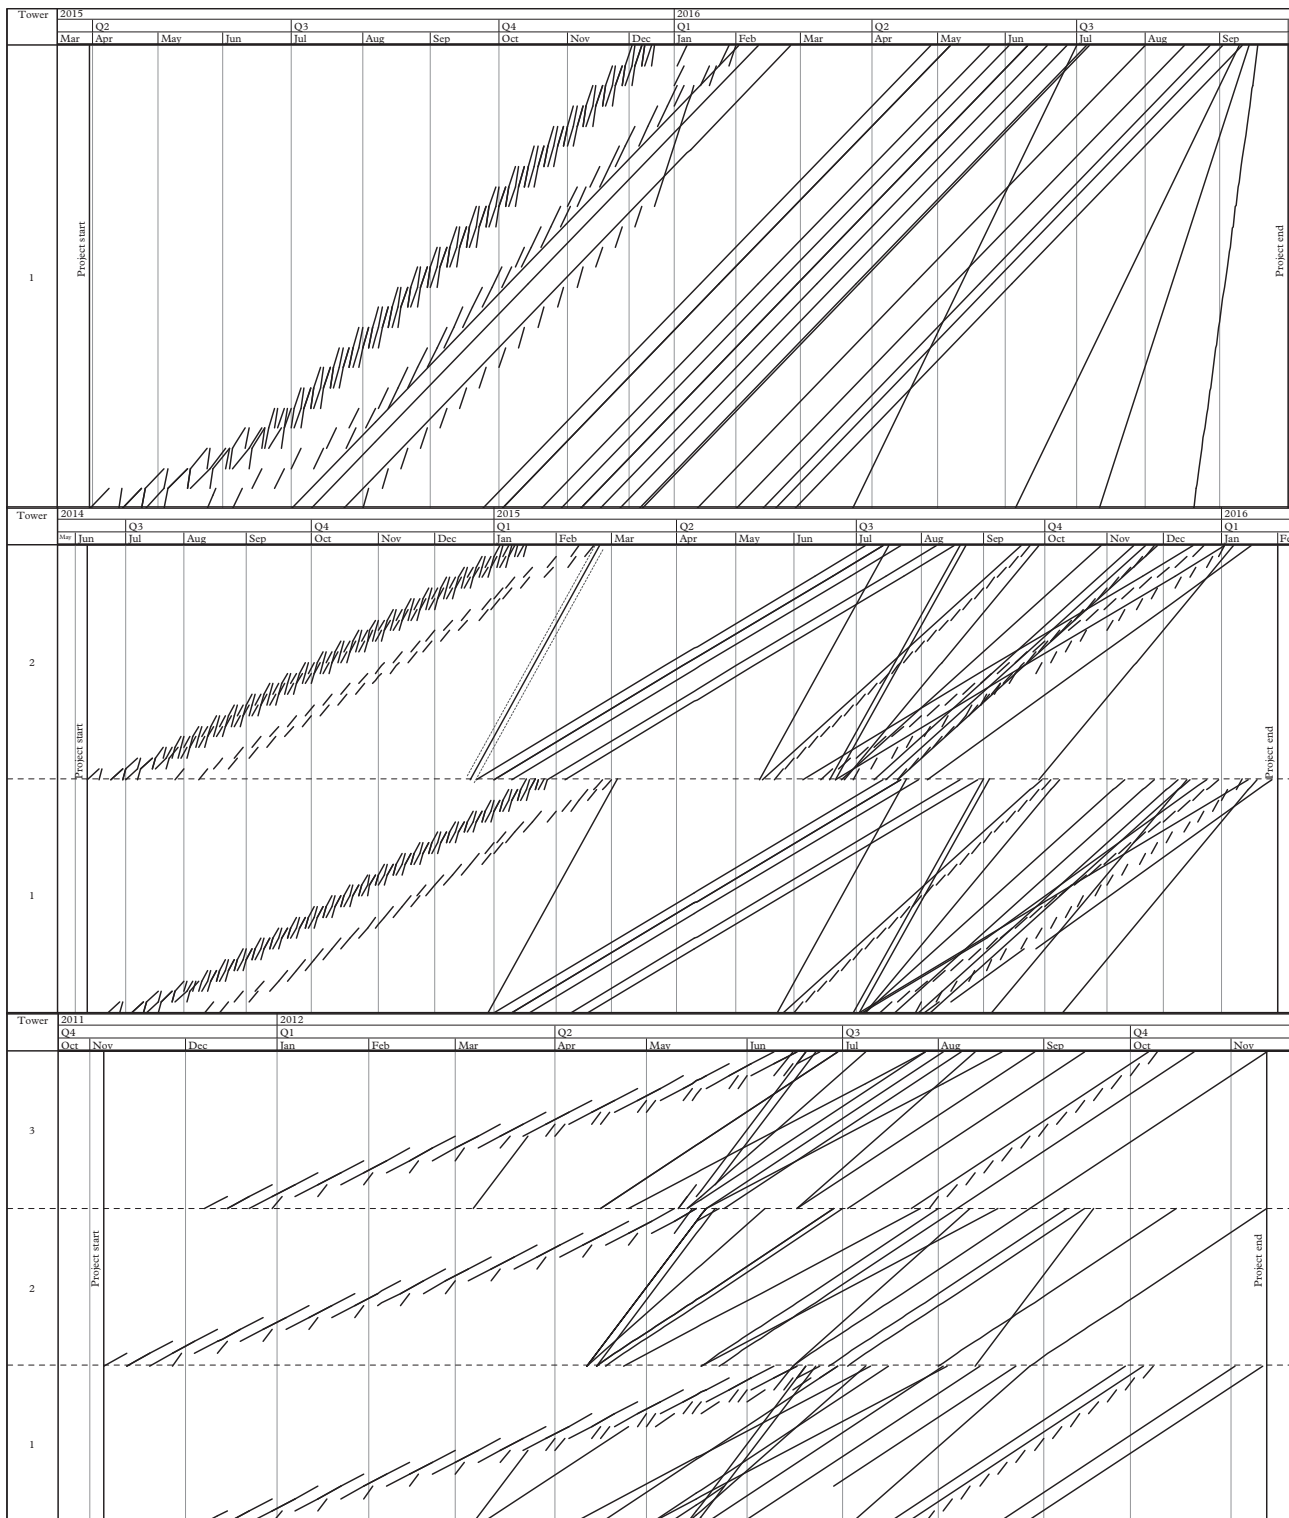 Tower 2015 2016
Q2 Q3 Q4 Q1 Q2 Q3
Mar Apr May Jun Jul Aug Sep Oct Nov Dec Jan Feb Mar Apr May Jun Jul Aug Sep
Project start
1
Project end
Tower 2014 2015 2016
Q3 Q4 Q1 Q2 Q3 Q4 Q1
May Jun Jul Aug Sep Oct Nov Dec Jan Feb Mar Apr May Jun Jul Aug Sep Oct Nov Dec Jan Fe
2
Project start
Project end
1
Tower 2011 2012
Q4 Q1 Q2 Q3 Q4
Oct Nov Dec Jan Feb Mar Apr May Jun Jul Aug Sep Oct Nov
3
Project start
2
Project end
1